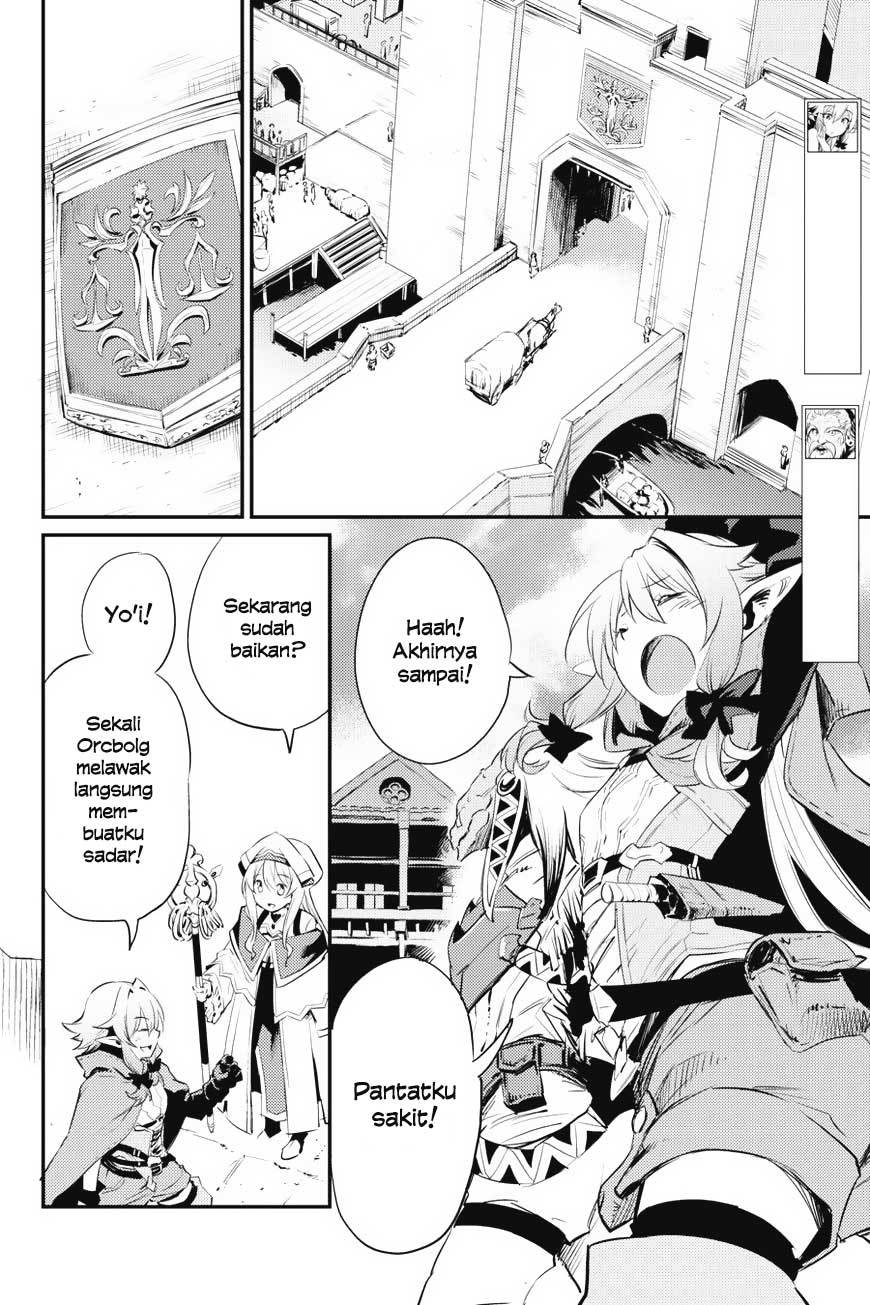 Haah!
Akhirnya
sampai!
Pantatku
sakit!
Sekarang
sudah
baikan?
Yo'i!
Sekali
Orcbolg
melawak
langsung
mem-
buatku
sadar!